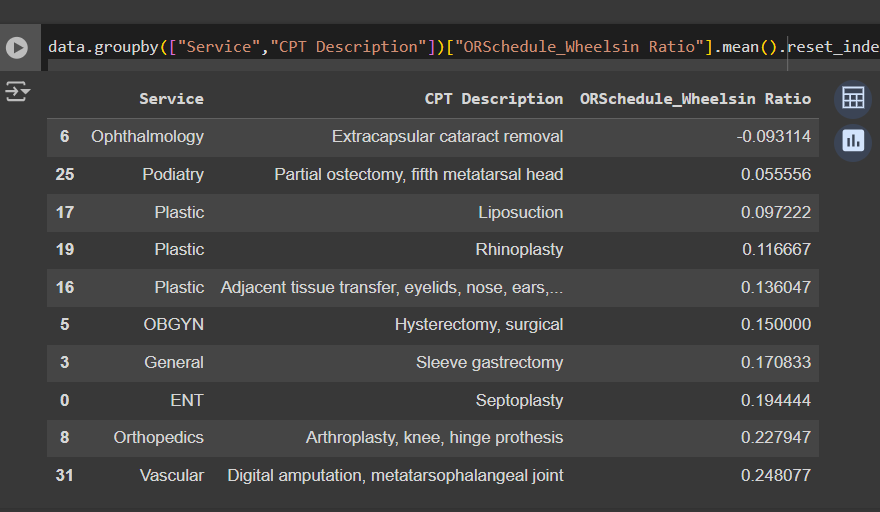 data.groupby(["Service","CPT Description"])["ORSchedule_Wheelsin Ratio"].mean().reset_inde
Service CPT Description ORSchedule_Wheelsin Ratio
6 Ophthalmology Extracapsular cataract removal -0.093114
25 Podiatry Partial ostectomy, fifth metatarsal head 0.055556
17 Plastic Liposuction 0.097222
19 Plastic Rhinoplasty 0.116667
16 Plastic Adjacent tissue transfer, eyelids, nose, ears,... 0.136047
5 OBGYN Hysterectomy, surgical 0.150000
3 General Sleeve gastrectomy 0.170833
0 ENT Septoplasty 0.194444
8 Orthopedics Arthroplasty, knee, hinge prothesis 0.227947
31 Vascular Digital amputation, metatarsophalangeal joint 0.248077